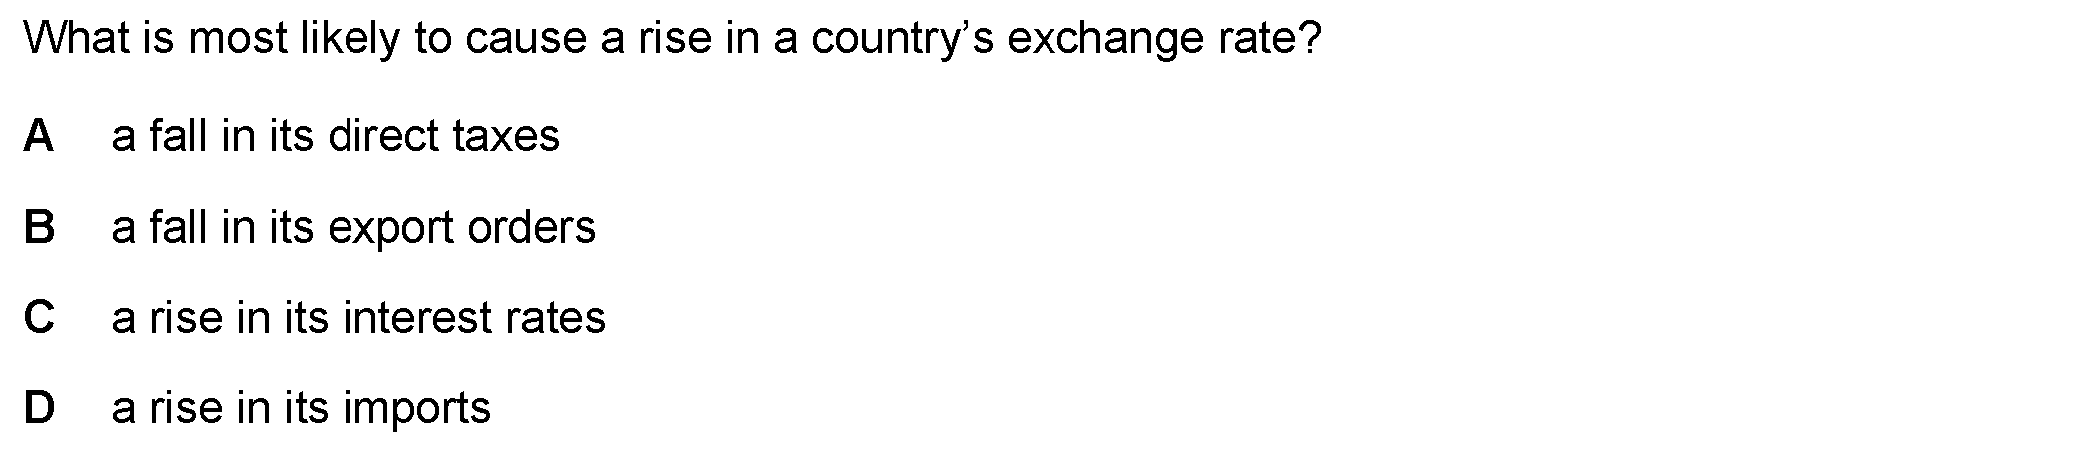 What is most likely to cause a rise in a country’s exchange rate?
A a fall in its direct taxes
B a fall in its export orders
C a rise in its interest rates
D a rise in its imports